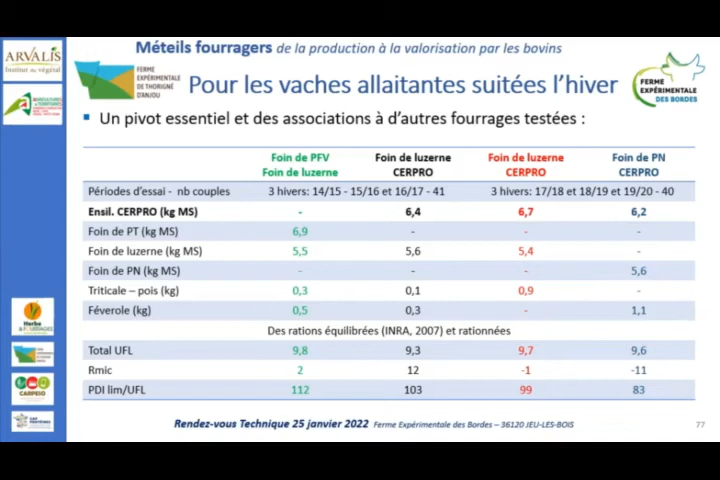 Méteils fourragers de la production à la valorisation par les bovins
ARVALIS
Institut du végétal
FERME
EXPÉRIMENTALE
DE THORIGNÉ
D'ANJOU
Pour les vaches allaitantes suitées l'hiver
FERME
EXPÉRIMENTALE
DES BORDES
▪ Un pivot essentiel et des associations à d'autres fourrages testées :
Foin de PFV Foin de luzerne Foin de luzerne Foin de PN
Foin de luzerne CERPRO CERPRO CERPRO
Périodes d'essai - nb couples 3 hivers: 14/15 - 15/16 et 16/17 - 41 3 hivers: 17/18 et 18/19 et 19/20 - 40
Ensil. CERPRO (kg MS) - 6,4 6,7 6,2
Foin de PT (kg MS) 6,9 - - -
Foin de luzerne (kg MS) 5,5 5,6 5,4 -
Foin de PN (kg MS) - - - 5,6
Triticale – pois (kg) 0,3 0,1 0,9 -
Féverole (kg) 0,5 0,3 - 1,1
Des rations équilibrées (INRA, 2007) et rationnées
Total UFL 9,8 9,3 9,7 9,6
Rmic 2 12 -1 -11
PDI lim/UFL 112 103 99 83
Herbe
& FOURRAGES
CARPEIO
Rendez-vous Technique 25 janvier 2022 Ferme Expérimentale des Bordes – 36120 JEU-LES-BOIS 77